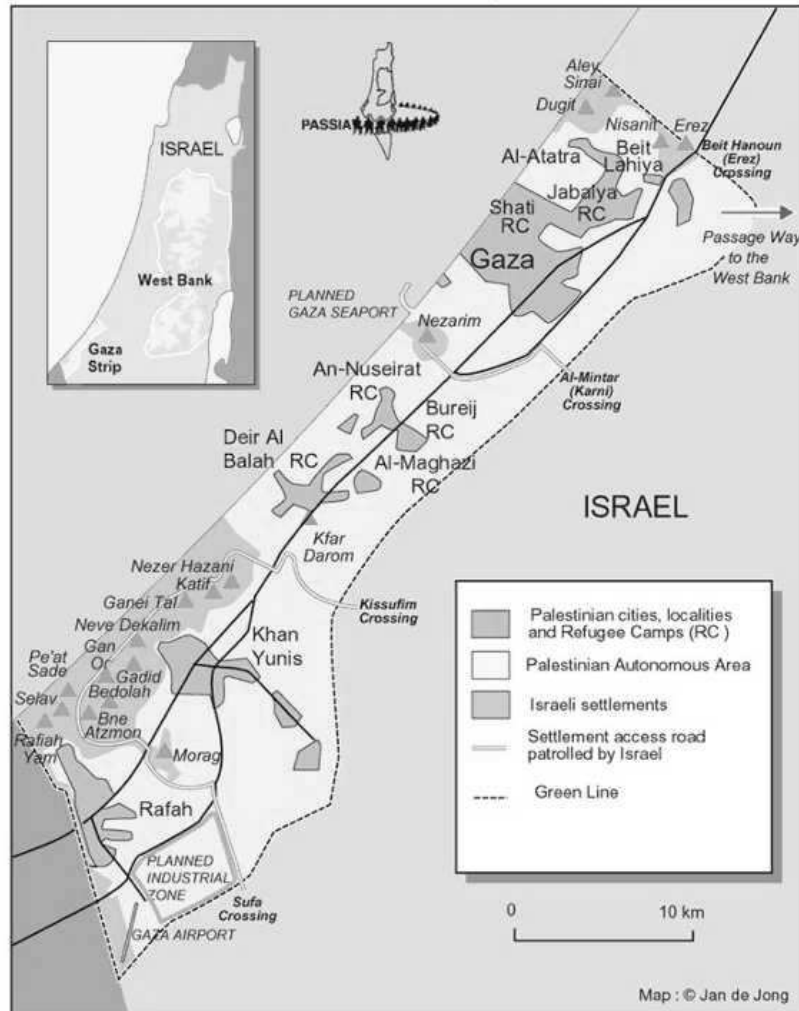 ISRAEL
West Bank
Gaza
Strip
PASSIA
Aley
Sinai
Dugit
Nisanit
Erez
Al-Atatra
Beit
Lahiya
Beit Hanoun
(Erez)
Crossing
Jabalya
RC
Shati
RC
Gaza
Passage Way
to the
West Bank
PLANNED
GAZA SEAPORT
Nezarim
An-Nuseirat
RC
Al-Mintar
(Karni)
Crossing
Bureij
RC
Deir Al
Balah
RC
Al-Maghazi
RC
ISRAEL
Kfar
Darom
Nezer Hazani
Katif
Ganei Tal
Kissufim
Crossing
Neve Dekalim
Gan
Or
Khan
Yunis
Pe'at
Sade
Gadid
Bedolah
Selav
Bne
Atzmon
Rafiah
Yam
Morag
Rafah
PLANNED
INDUSTRIAL
ZONE
Sufa
Crossing
GAZA AIRPORT
Palestinian cities, localities
and Refugee Camps (RC )
Palestinian Autonomous Area
Israeli settlements
Settlement access road
patrolled by Israel
Green Line
0 10 km
Map : © Jan de Jong